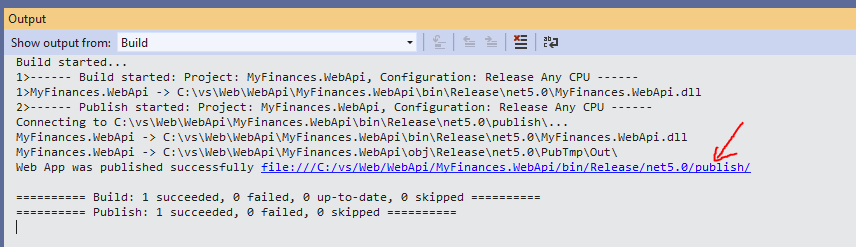 Output
Show output from: Build
Build started...
1>------ Build started: Project: MyFinances.WebApi, Configuration: Release Any CPU ------
1>MyFinances.WebApi -> C:\vs\Web\WebApi\MyFinances.WebApi\bin\Release\net5.0\MyFinances.WebApi.dll
2>------ Publish started: Project: MyFinances.WebApi, Configuration: Release Any CPU ------
Connecting to C:\vs\Web\WebApi\MyFinances.WebApi\bin\Release\net5.0\publish\...
MyFinances.WebApi -> C:\vs\Web\WebApi\MyFinances.WebApi\bin\Release\net5.0\MyFinances.WebApi.dll
MyFinances.WebApi -> C:\vs\Web\WebApi\MyFinances.WebApi\obj\Release\net5.0\PubTmp\Out\
Web App was published successfully file:///C:/vs/Web/WebApi/MyFinances.WebApi/bin/Release/net5.0/publish/
========== Build: 1 succeeded, 0 failed, 0 up-to-date, 0 skipped ==========
========== Publish: 1 succeeded, 0 failed, 0 skipped ==========